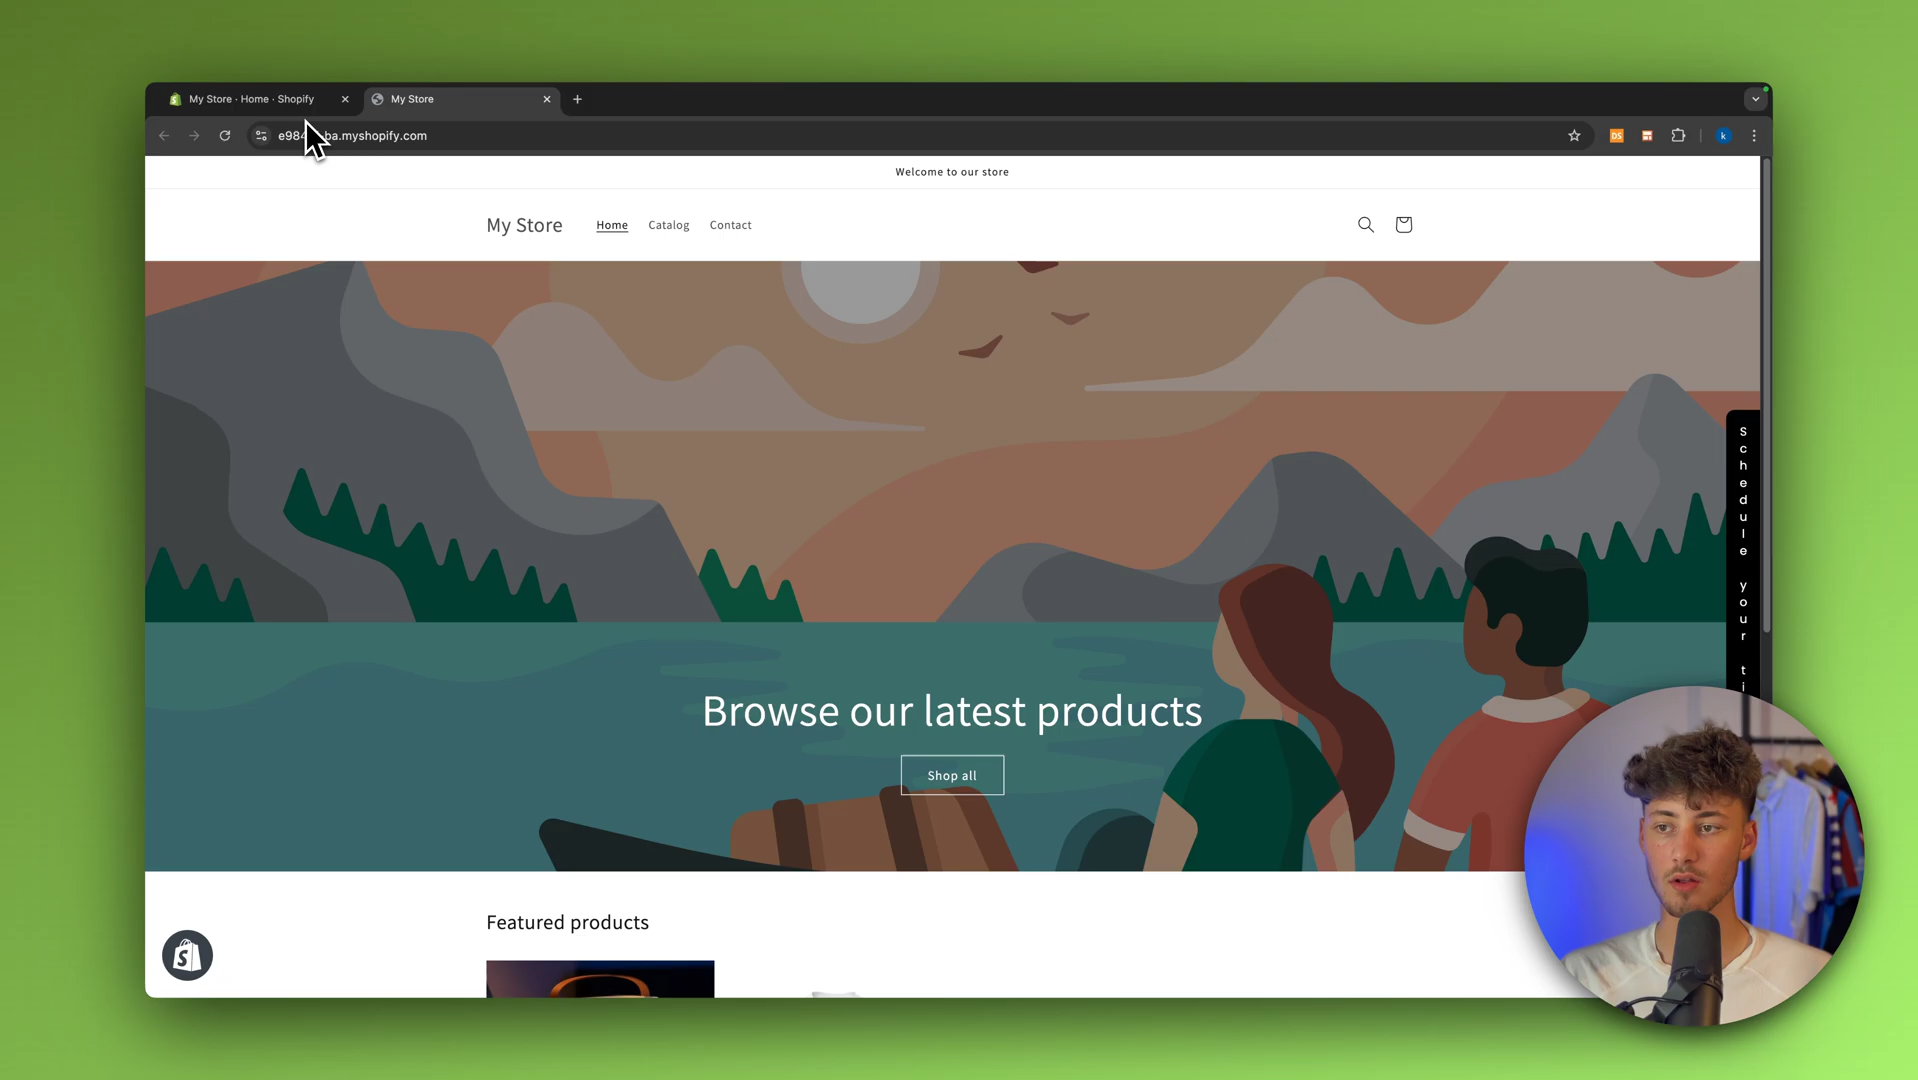 My Store · Home · Shopify
My Store
ba.myshopify.com
DS
k
Welcome to our store
My Store
Home
Catalog
Contact
Schedule your ti
Browse our latest products
Shop all
Featured products